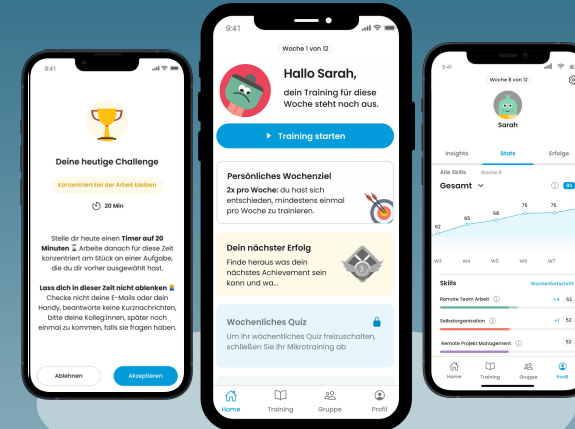 9:41
Deine heutige Challenge
Konzentriert bei der Arbeit bleiben
20 Min
Stelle dir heute einen Timer auf 20
Minuten ⏳ Arbeite danach für diese Zeit
konzentriert am Stück an einer Aufgabe,
die du dir vorher ausgewählt hast.
Lass dich in dieser Zeit nicht ablenken
Checke nicht deine E-Mails oder dein
Handy, beantworte keine Kurznachrichten,
bitte deine Kolleg:innen, später noch
einmal zu kommen, falls sie fragen haben.
Ablehnen
Akzeptieren
9:41
Woche 1 von 12
Hallo Sarah,
dein Training für diese
Woche steht noch aus.
Training starten
Persönliches Wochenziel
2x pro Woche: du hast sich
entschieden, mindestens einmal
pro Woche zu trainieren.
Dein nächster Erfolg
Finde heraus was dein
nächstes Achievement sein
kann und wa...
Wochenliches Quiz
Um Ihr wöchentliches Quiz freizuschalten,
schließen Sie Ihr Mikrotraining ab
Home
Training
Gruppe
Profil
9:41
Woche 8 von 12
Sarah
Insights
Stats
Erfolge
Alle Skills
Woche 8
Gesamt
80
62
65
68
75
75
W3
W4
W5
W6
W7
Skills
Wochenfortschritt
Remote Team Arbeit
+4
52
Selbstorganisation
+1
52
Remote Projekt Management
52
Home
Training
Gruppe
Profil